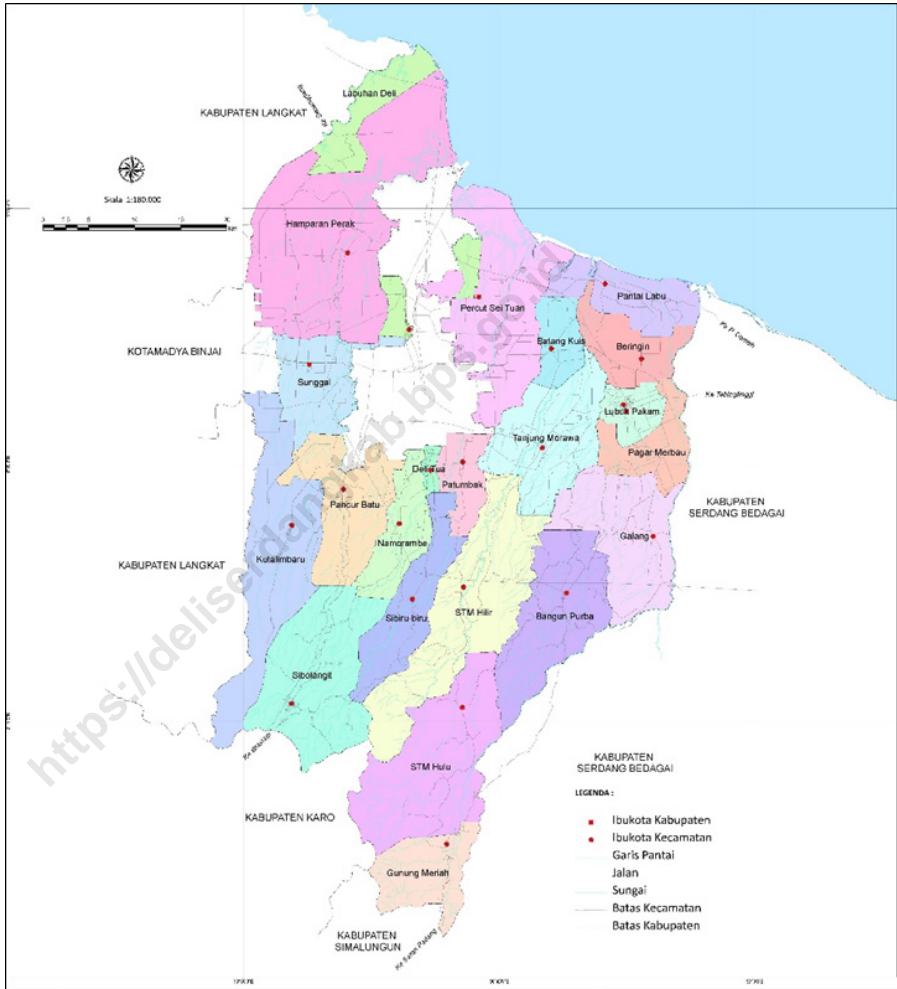 Labuhan Deli
KABUPATEN LANGKAT
Skala 1:180.000
Hamparan Perak
Percut Sei Tuan
Pantai Labu
KOTAMADYA BINJAI
Batang Kuis
Beringin
Sunggal
Ke Tebingtinggi
Lubuk Pakam
Tanjung Morawa
Pagar Merbau
Deli Tua
Patumbak
Pancur Batu
KABUPATEN
SERDANG BEDAGAI
Namorambe
Galang
Kutalimbaru
KABUPATEN LANGKAT
STM Hilir
Bangun Purba
Sibiru-biru
Sibolangit
https://deliserdangkab.bps.go.id
STM Hulu
KABUPATEN
SERDANG BEDAGAI
LEGENDA :
KABUPATEN KARO
Ibukota Kabupaten
Ibukota Kecamatan
Garis Pantai
Gunung Meriah
Jalan
Sungai
Batas Kecamatan
Batas Kabupaten
KABUPATEN
SIMALUNGUN